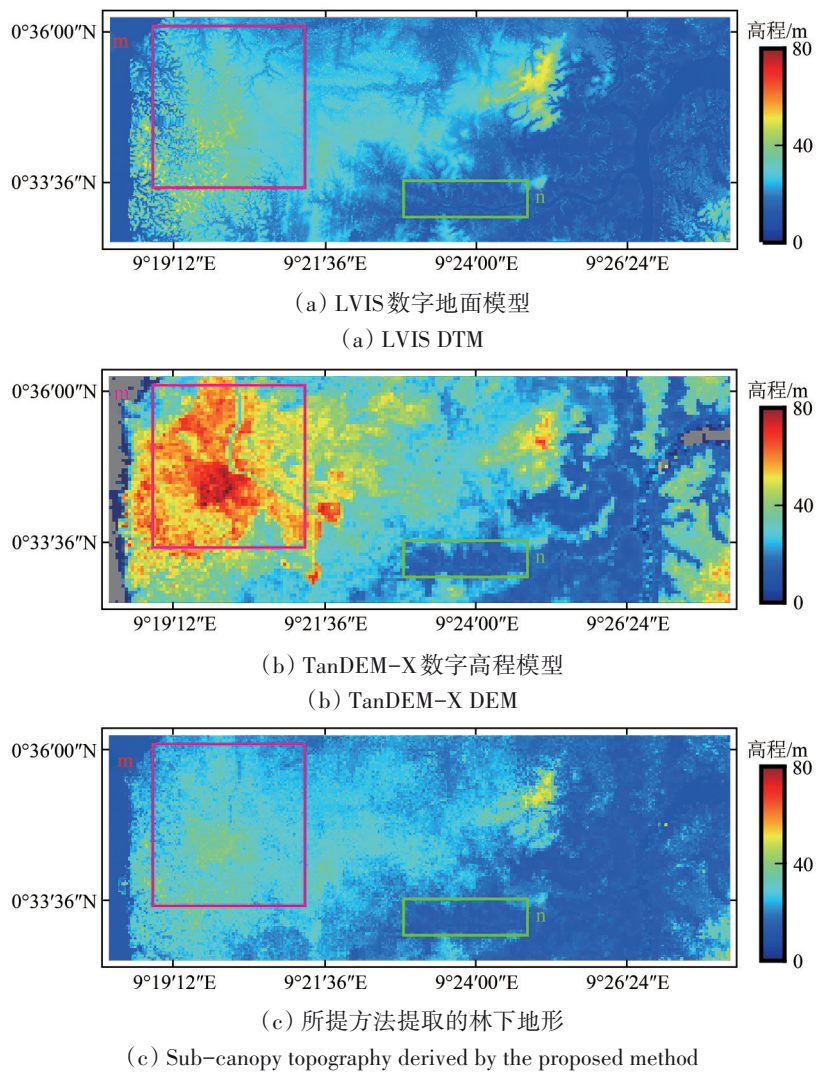 高程/m
0°36′00″N
m
80
40
0°33′36″N
n
0
9°19′12″E 9°21′36″E 9°24′00″E 9°26′24″E
(a) LVIS数字地面模型
(a) LVIS DTM
高程/m
0°36′00″N
m
80
40
0°33′36″N
n
0
9°19′12″E 9°21′36″E 9°24′00″E 9°26′24″E
(b) TanDEM-X数字高程模型
(b) TanDEM-X DEM
高程/m
0°36′00″N
m
80
40
0°33′36″N
n
0
9°19′12″E 9°21′36″E 9°24′00″E 9°26′24″E
(c) 所提方法提取的林下地形
(c) Sub-canopy topography derived by the proposed method